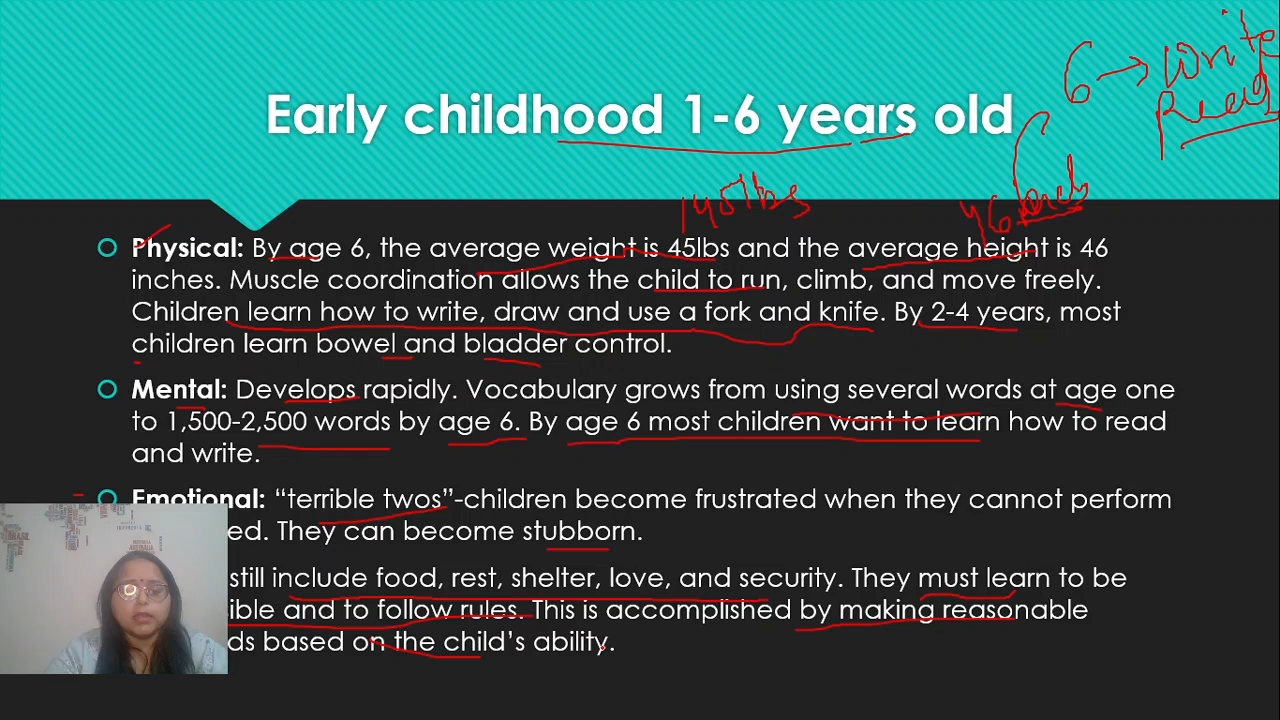 6 → Write
Read
Early childhood 1-6 years old
145lbs
46 inch
Physical: By age 6, the average weight is 45lbs and the average height is 46
inches. Muscle coordination allows the child to run, climb, and move freely.
Children learn how to write, draw and use a fork and knife. By 2-4 years, most
children learn bowel and bladder control.
Mental: Develops rapidly. Vocabulary grows from using several words at age one
to 1,500-2,500 words by age 6. By age 6 most children want to learn how to read
and write.
Emotional: “terrible twos”-children become frustrated when they cannot perform
ed. They can become stubborn.
still include food, rest, shelter, love, and security. They must learn to be
ible and to follow rules. This is accomplished by making reasonable
ds based on the child’s ability.